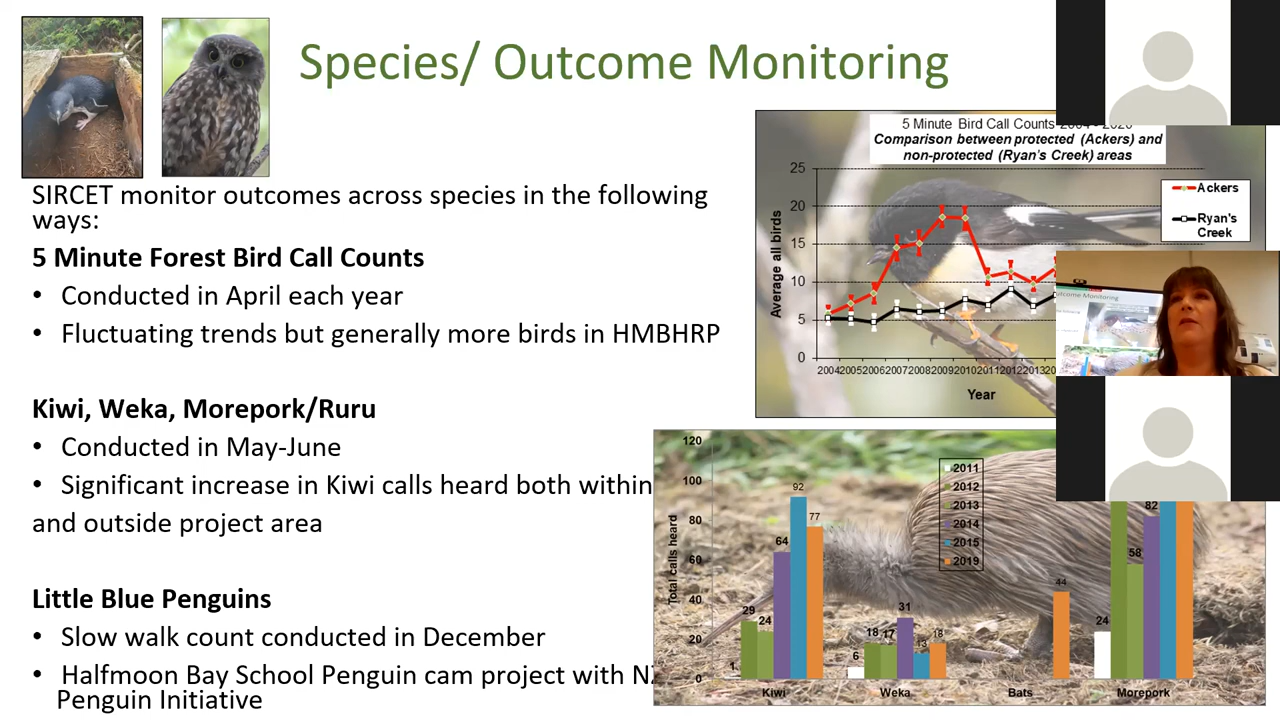 Species/ Outcome Monitoring
SIRCET monitor outcomes across species in the following
ways:
5 Minute Forest Bird Call Counts
• Conducted in April each year
• Fluctuating trends but generally more birds in HMBHRP
Kiwi, Weka, Morepork/Ruru
• Conducted in May-June
• Significant increase in Kiwi calls heard both within
and outside project area
Little Blue Penguins
• Slow walk count conducted in December
• Halfmoon Bay School Penguin cam project with NZ
Penguin Initiative
5 Minute Bird Call Counts 2004 - 2020
Comparison between protected (Ackers) and
non-protected (Ryan's Creek) areas
25
20
15
10
5
0
Average all birds
2004 2005 2006 2007 2008 2009 2010 2011 2012 2013
Year
Ackers
Ryan's
Creek
Outcome Monitoring
120
100
80
60
40
20
0
Total calls heard
2011
2012
2013
2014
2015
2019
1 29 24 64 92 77
6 18 17 31 13 18
44
24 58 82
Kiwi Weka Bats Morepork